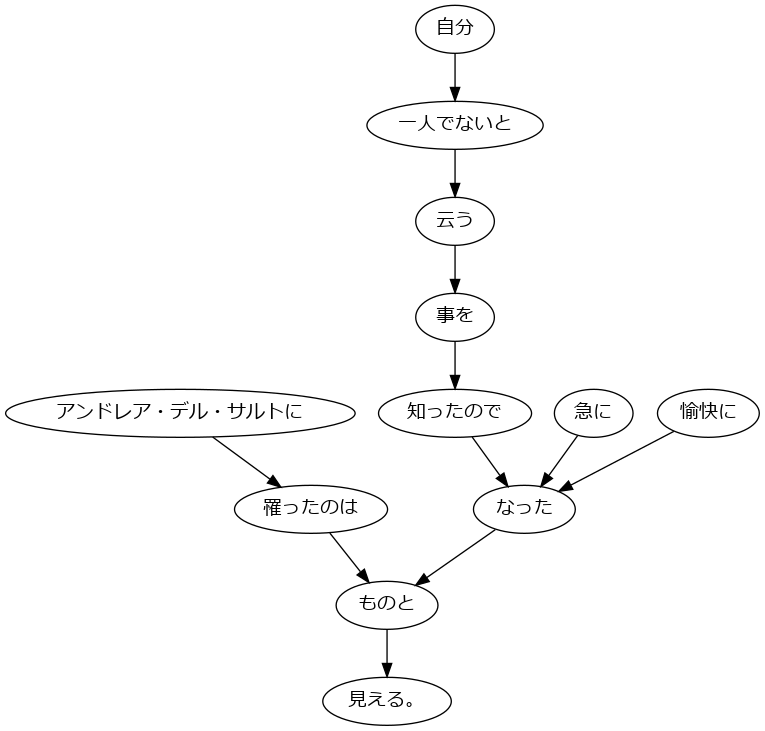 自分
一人でないと
云う
事を
アンドレア・デル・サルトに
知ったので
急に
愉快に
罹ったのは
なった
ものと
見える。